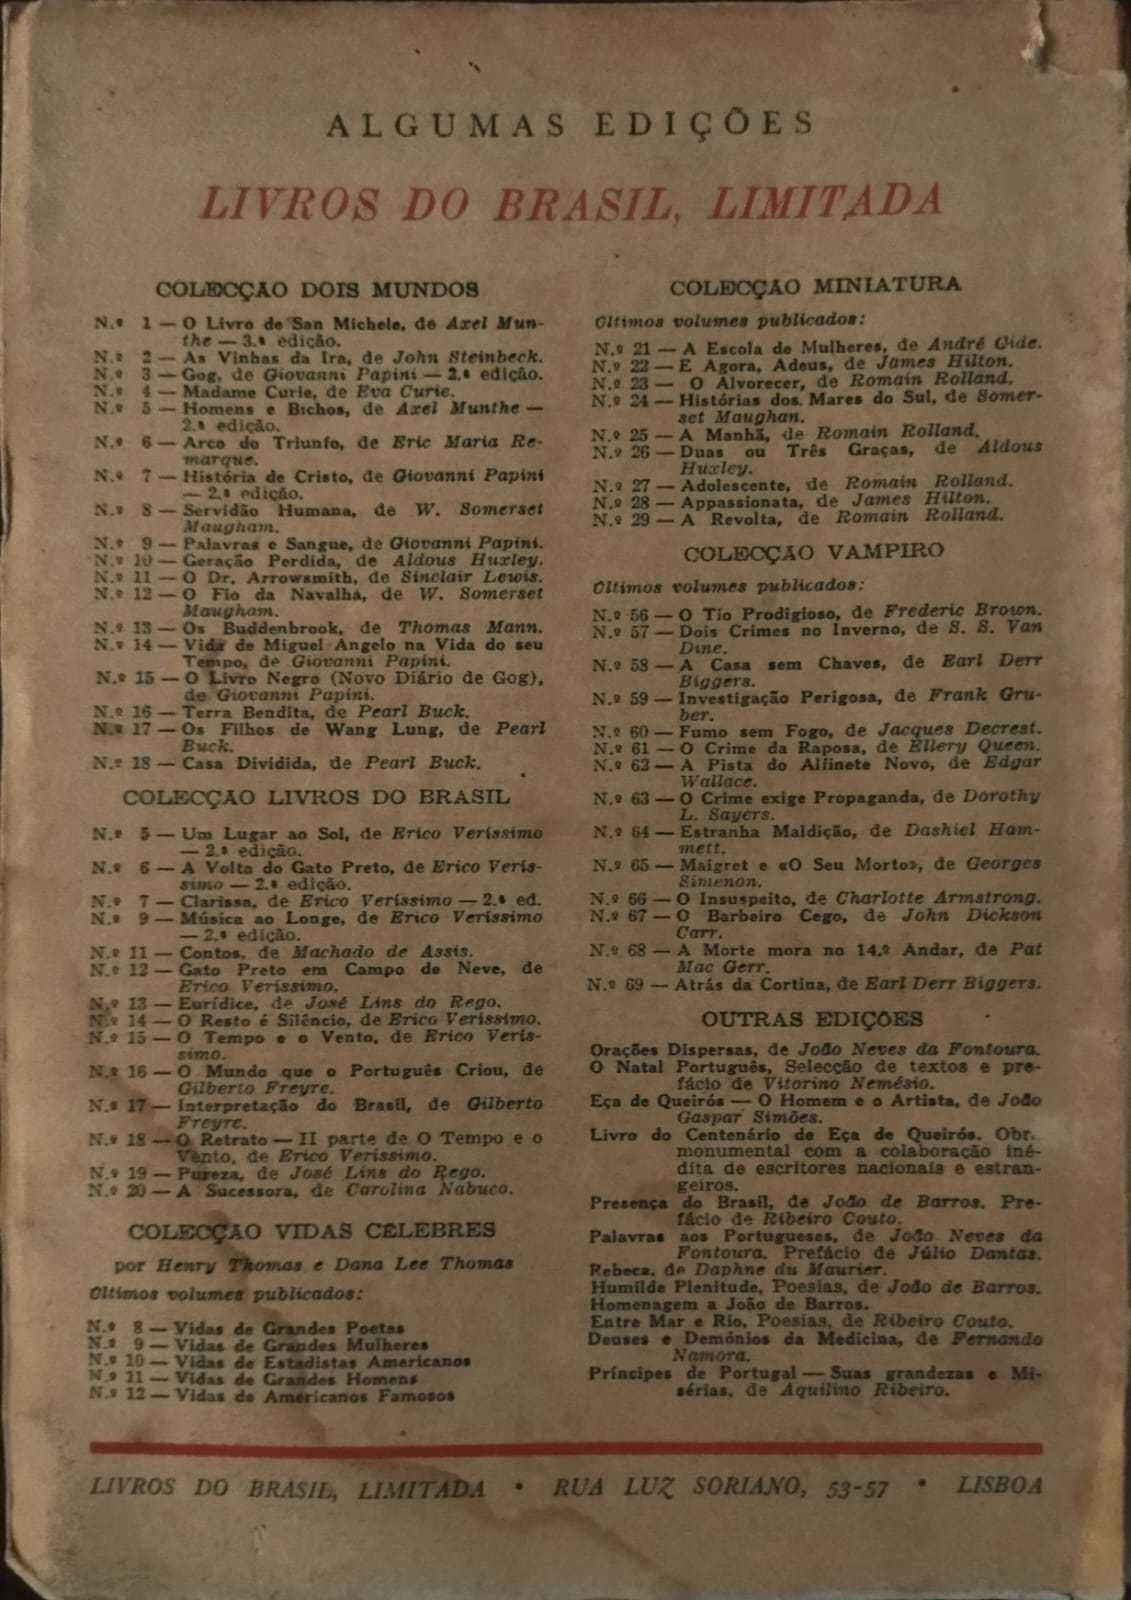 ALGUMAS EDIÇÕES
LIVROS DO BRASIL, LIMITADA
COLECÇÃO DOIS MUNDOS
N.º 1 — O Livro de San Michele, de Axel Mun-
the — 3.ª edição.
N.º 2 — As Vinhas da Ira, de John Steinbeck.
N.º 3 — Gog, de Giovanni Papini — 2.ª edição.
N.º 4 — Madame Curie, de Eva Curie.
N.º 5 — Homens e Bichos, de Axel Munthe —
2.ª edição.
N.º 6 — Arco do Triunfo, de Eric Maria Re-
marque.
N.º 7 — História de Cristo, de Giovanni Papini
— 2.ª edição.
N.º 8 — Servidão Humana, de W. Somerset
Maugham.
N.º 9 — Palavras e Sangue, de Giovanni Papini.
N.º 10 — Geração Perdida, de Aldous Huxley.
N.º 11 — O Dr. Arrowsmith, de Sinclair Lewis.
N.º 12 — O Fio da Navalha, de W. Somerset
Maugham.
N.º 13 — Os Buddenbrook, de Thomas Mann.
N.º 14 — Vida de Miguel Angelo na Vida do seu
Tempo, de Giovanni Papini.
N.º 15 — O Livro Negro (Novo Diário de Gog),
de Giovanni Papini.
N.º 16 — Terra Bendita, de Pearl Buck.
N.º 17 — Os Filhos de Wang Lung, de Pearl
Buck.
N.º 18 — Casa Dividida, de Pearl Buck.
COLECÇÃO LIVROS DO BRASIL
N.º 5 — Um Lugar ao Sol, de Erico Veríssimo
— 2.ª edição.
N.º 6 — A Volta do Gato Preto, de Erico Verís-
simo — 2.ª edição.
N.º 7 — Clarissa, de Erico Veríssimo — 2.ª ed.
N.º 9 — Música ao Longe, de Erico Veríssimo
— 2.ª edição.
N.º 11 — Contos, de Machado de Assis.
N.º 12 — Gato Preto em Campo de Neve, de
Erico Veríssimo.
N.º 13 — Eurídice, de José Lins do Rego.
N.º 14 — O Resto é Silêncio, de Erico Veríssimo.
N.º 15 — O Tempo e o Vento, de Erico Verís-
simo.
N.º 16 — O Mundo que o Português Criou, de
Gilberto Freyre.
N.º 17 — Interpretação do Brasil, de Gilberto
Freyre.
N.º 18 — O Retrato — II parte de O Tempo e o
Vento, de Erico Veríssimo.
N.º 19 — Pureza, de José Lins do Rego.
N.º 20 — A Sucessora, de Carolina Nabuco.
COLECÇÃO VIDAS CÉLEBRES
por Henry Thomas e Dana Lee Thomas
Últimos volumes publicados:
N.º 8 — Vidas de Grandes Poetas
N.º 9 — Vidas de Grandes Mulheres
N.º 10 — Vidas de Estadistas Americanos
N.º 11 — Vidas de Grandes Homens
N.º 12 — Vidas de Americanos Famosos
COLECÇÃO MINIATURA
Últimos volumes publicados:
N.º 21 — A Escola de Mulheres, de André Gide.
N.º 22 — E Agora, Adeus, de James Hilton.
N.º 23 — O Alvorecer, de Romain Rolland.
N.º 24 — Histórias dos Mares do Sul, de Somer-
set Maughan.
N.º 25 — A Manhã, de Romain Rolland.
N.º 26 — Duas ou Três Graças, de Aldous
Huxley.
N.º 27 — Adolescente, de Romain Rolland.
N.º 28 — Appassionata, de James Hilton.
N.º 29 — A Revolta, de Romain Rolland.
COLECÇÃO VAMPIRO
Últimos volumes publicados:
N.º 56 — O Tio Prodigioso, de Frederic Brown.
N.º 57 — Dois Crimes no Inverno, de S. S. Van
Dine.
N.º 58 — A Casa sem Chaves, de Earl Derr
Biggers.
N.º 59 — Investigação Perigosa, de Frank Gru-
ber.
N.º 60 — Fumo sem Fogo, de Jacques Decrest.
N.º 61 — O Crime da Raposa, de Ellery Queen.
N.º 63 — A Pista do Alfinete Novo, de Edgar
Wallace.
N.º 63 — O Crime exige Propaganda, de Dorothy
L. Sayers.
N.º 64 — Estranha Maldição, de Dashiel Ham-
mett.
N.º 65 — Maigret e «O Seu Morto», de Georges
Simenon.
N.º 66 — O Insuspeito, de Charlotte Armstrong.
N.º 67 — O Barbeiro Cego, de John Dickson
Carr.
N.º 68 — A Morte mora no 14.º Andar, de Pat
Mac Gerr.
N.º 69 — Atrás da Cortina, de Earl Derr Biggers.
OUTRAS EDIÇÕES
Orações Dispersas, de João Neves da Fontoura.
O Natal Português, Selecção de textos e pre-
fácio de Vitorino Nemésio.
Eça de Queirós — O Homem e o Artista, de João
Gaspar Simões.
Livro do Centenário de Eça de Queirós. Obr.
monumental com a colaboração iné-
dita de escritores nacionais e estran-
geiros.
Presença do Brasil, de João de Barros. Pre-
fácio de Ribeiro Couto.
Palavras aos Portugueses, de João Neves da
Fontoura. Prefácio de Júlio Dantas.
Rebeca, de Daphne du Maurier.
Humilde Plenitude, Poesias, de João de Barros.
Homenagem a João de Barros.
Entre Mar e Rio, Poesias, de Ribeiro Couto.
Deuses e Demónios da Medicina, de Fernando
Namora.
Príncipes de Portugal — Suas grandezas e Mi-
sérias, de Aquilino Ribeiro.
LIVROS DO BRASIL, LIMITADA • RUA LUZ SORIANO, 53-57 • LISBOA